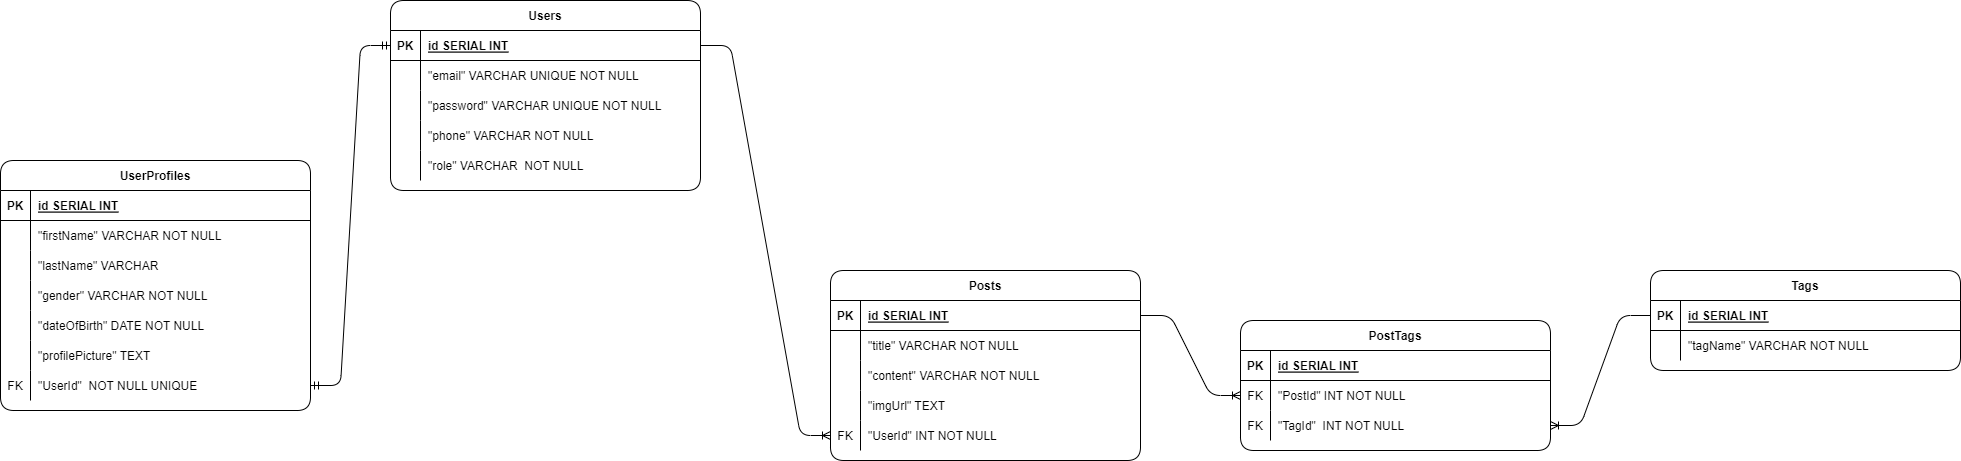 Users
PK id SERIAL INT
"email" VARCHAR UNIQUE NOT NULL
"password" VARCHAR UNIQUE NOT NULL
"phone" VARCHAR NOT NULL
"role" VARCHAR  NOT NULL
UserProfiles
PK id SERIAL INT
"firstName" VARCHAR NOT NULL
"lastName" VARCHAR
"gender" VARCHAR NOT NULL
"dateOfBirth" DATE NOT NULL
"profilePicture" TEXT
FK "UserId"  NOT NULL UNIQUE
Posts
PK id SERIAL INT
"title" VARCHAR NOT NULL
"content" VARCHAR NOT NULL
"imgUrl" TEXT
FK "UserId" INT NOT NULL
PostTags
PK id SERIAL INT
FK "PostId" INT NOT NULL
FK "TagId"  INT NOT NULL
Tags
PK id SERIAL INT
"tagName" VARCHAR NOT NULL